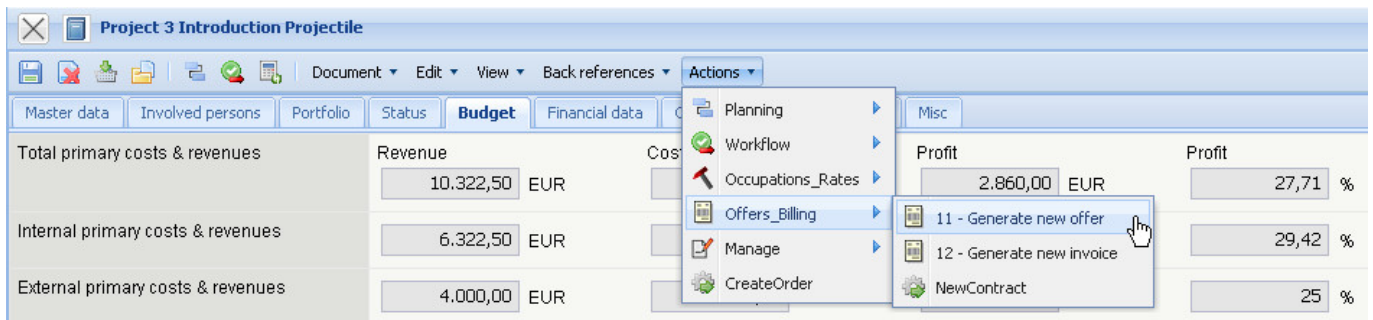 Project 3 Introduction Projectile
Document Edit View Back references Actions
Master data Involved persons Portfolio Status Budget Financial data Misc
Planning
Workflow
Occupations_Rates
Offers_Billing
Manage
CreateOrder
11 - Generate new offer
12 - Generate new invoice
NewContract
Total primary costs & revenues Revenue Profit Profit
10.322,50 EUR 2.860,00 EUR 27,71 %
Internal primary costs & revenues
6.322,50 EUR 29,42 %
External primary costs & revenues
4.000,00 EUR 25 %